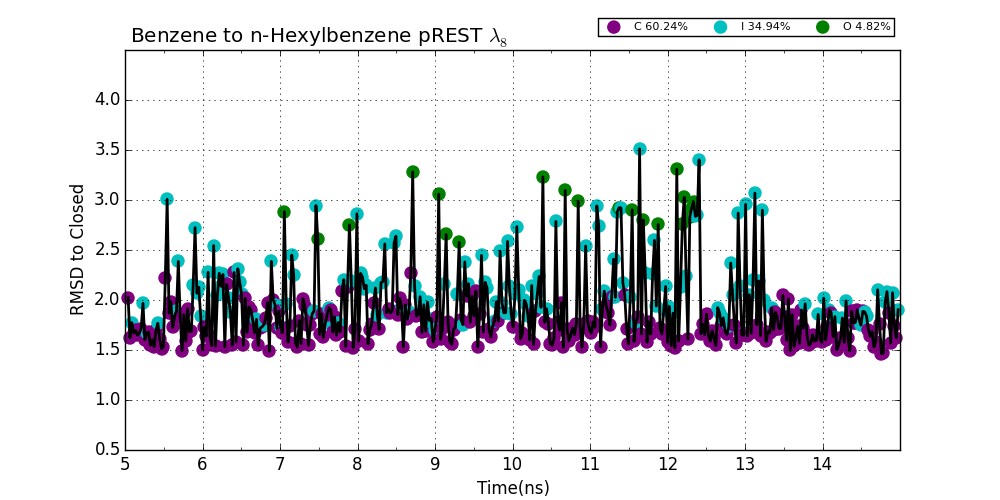 Benzene to n-Hexylbenzene pREST λ₈
C 60.24% I 34.94% O 4.82%
RMSD to Closed
4.0
3.5
3.0
2.5
2.0
1.5
1.0
0.5
5 6 7 8 9 10 11 12 13 14
Time(ns)